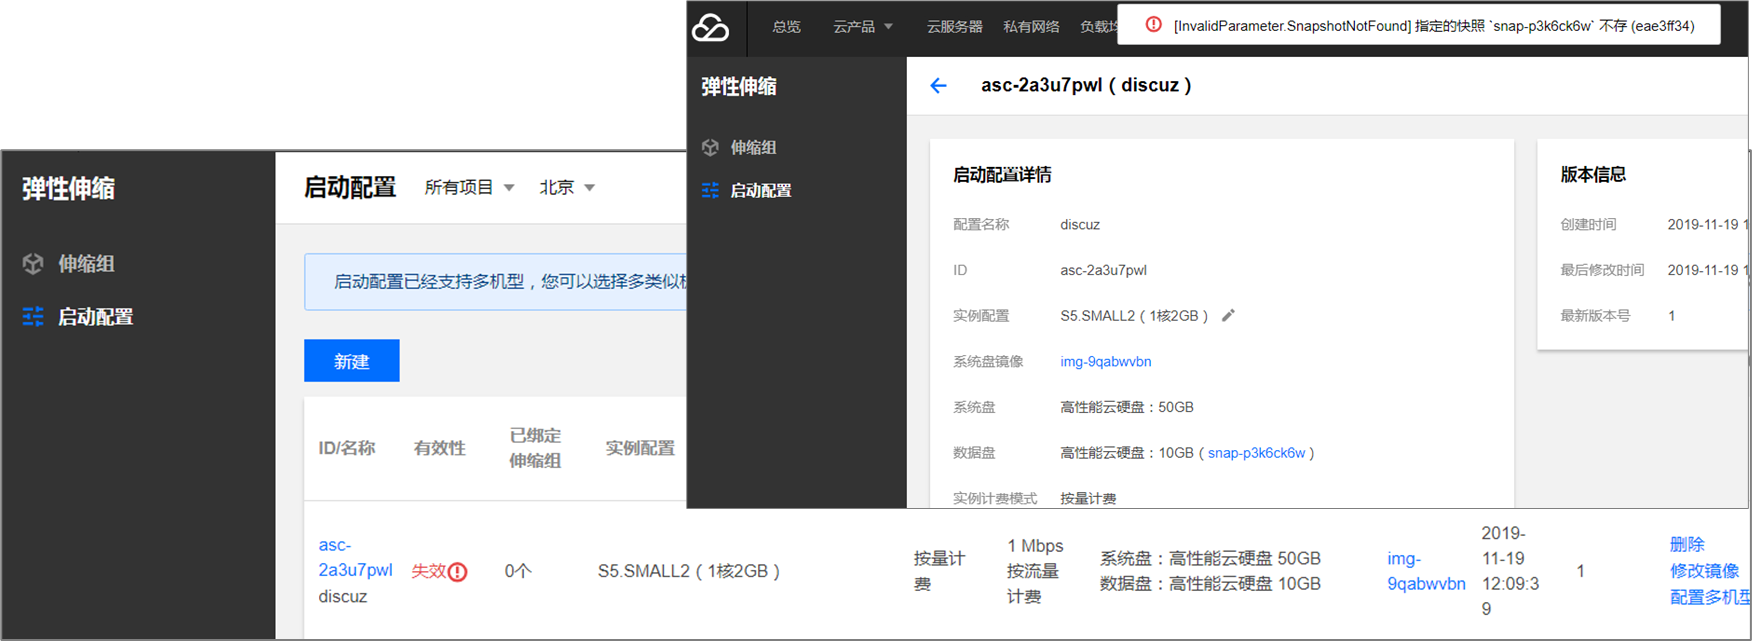 总览 云产品 云服务器 私有网络 负载均
[InvalidParameter.SnapshotNotFound] 指定的快照 `snap-p3k6ck6w` 不存 (eae3ff34)
弹性伸缩
伸缩组
启动配置
asc-2a3u7pwl ( discuz )
启动配置详情
配置名称 discuz
ID asc-2a3u7pwl
实例配置 S5.SMALL2 ( 1核2GB )
系统盘镜像 img-9qabwvbn
系统盘 高性能云硬盘：50GB
数据盘 高性能云硬盘：10GB ( snap-p3k6ck6w )
实例计费模式 按量计费
版本信息
创建时间 2019-11-19 1
最后修改时间 2019-11-19 1
最新版本号 1
弹性伸缩
伸缩组
启动配置
启动配置 所有项目 北京
启动配置已经支持多机型，您可以选择多类似机
新建
ID/名称 有效性 已绑定
伸缩组 实例配置
asc-
2a3u7pwl
discuz
失效
0个
S5.SMALL2 ( 1核2GB )
按量计
费
1 Mbps
按流量
计费
系统盘：高性能云硬盘 50GB
数据盘：高性能云硬盘 10GB
img-
9qabwvbn
2019-
11-19
12:09:3
9
1
删除
修改镜像
配置多机型